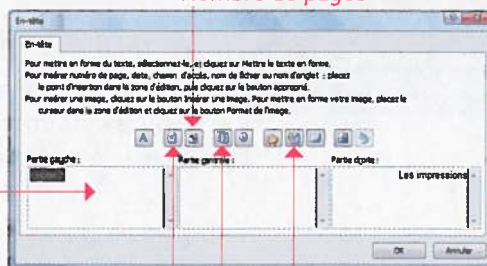 Nombre de pages
En-tête
En-tête
Pour mettre en forme du texte, sélectionnez-le, et cliquez sur Mettre le texte en forme.
Pour insérer numéro de page, date, chemin d'accès, nom de fichier ou nom d'onglet : placez
le point d'insertion dans la zone d'édition, puis cliquez sur le bouton approprié.
Pour insérer une image, cliquez sur le bouton Insérer une image. Pour mettre en forme votre image, placez le
curseur dans la zone d'édition et cliquez sur le bouton Format de l'image.
A
Partie gauche :
Partie centrale :
Partie droite :
Les impressions
OK
Annuler